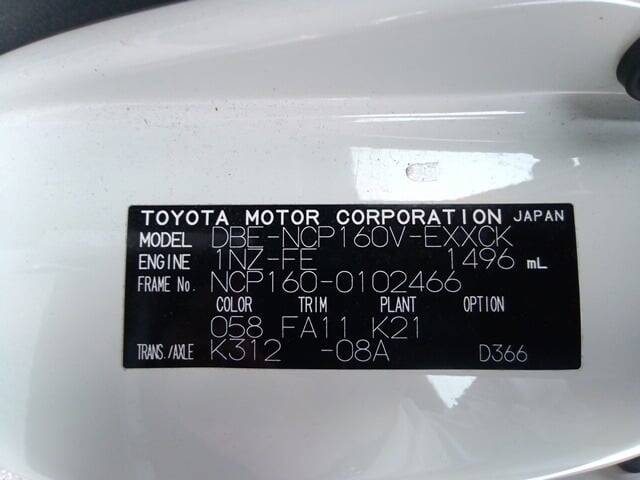 TOYOTA MOTOR CORPORATION JAPAN
MODEL DBE-NCP160V-EXXCK
ENGINE 1NZ-FE 1496 mL
FRAME No. NCP160-0102466
COLOR TRIM PLANT OPTION
058 FA11 K21
TRANS./AXLE K312 -08A D366